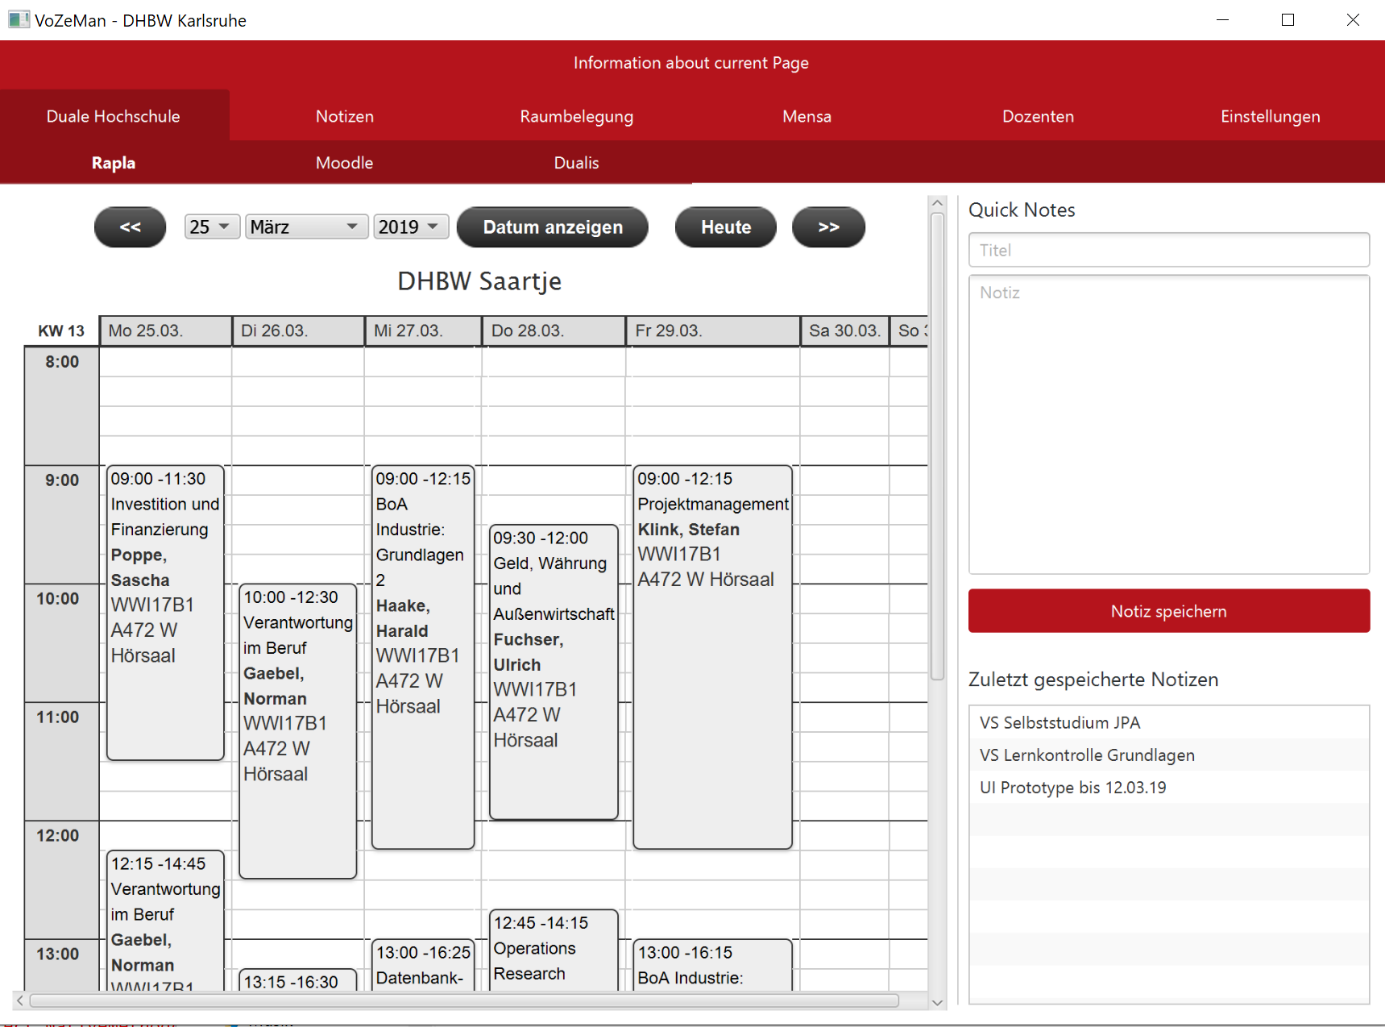 VoZeMan - DHBW Karlsruhe
Information about current Page
Duale Hochschule Notizen Raumbelegung Mensa Dozenten Einstellungen
Rapla Moodle Dualis
<< 25 März 2019 Datum anzeigen Heute >>
DHBW Saartje
KW 13 Mo 25.03. Di 26.03. Mi 27.03. Do 28.03. Fr 29.03. Sa 30.03. So
8:00
9:00
10:00
11:00
12:00
13:00
09:00 -11:30
Investition und
Finanzierung
Poppe,
Sascha
WWI17B1
A472 W
Hörsaal
12:15 -14:45
Verantwortung
im Beruf
Gaebel,
Norman
WWI17B1
10:00 -12:30
Verantwortung
im Beruf
Gaebel,
Norman
WWI17B1
A472 W
Hörsaal
13:15 -16:30
09:00 -12:15
BoA
Industrie:
Grundlagen
2
Haake,
Harald
WWI17B1
A472 W
Hörsaal
13:00 -16:25
Datenbank-
09:30 -12:00
Geld, Währung
und
Außenwirtschaft
Fuchser,
Ulrich
WWI17B1
A472 W
Hörsaal
12:45 -14:15
Operations
Research
09:00 -12:15
Projektmanagement
Klink, Stefan
WWI17B1
A472 W Hörsaal
13:00 -16:15
BoA Industrie:
Quick Notes
Titel
Notiz
Notiz speichern
Zuletzt gespeicherte Notizen
VS Selbststudium JPA
VS Lernkontrolle Grundlagen
UI Prototype bis 12.03.19